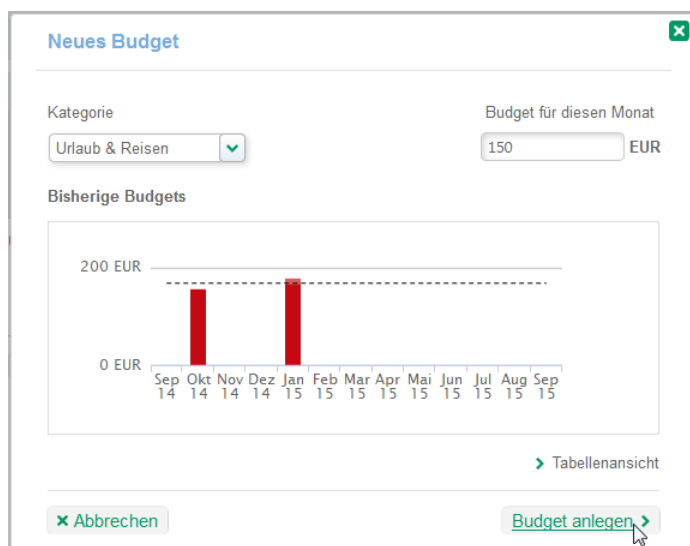 Neues Budget
Kategorie
Budget für diesen Monat
Urlaub & Reisen
150
EUR
Bisherige Budgets
200 EUR
0 EUR
Sep Okt Nov Dez Jan Feb Mar Apr Mai Jun Jul Aug Sep
14 14 14 14 15 15 15 15 15 15 15 15 15
Tabellenansicht
Abbrechen
Budget anlegen